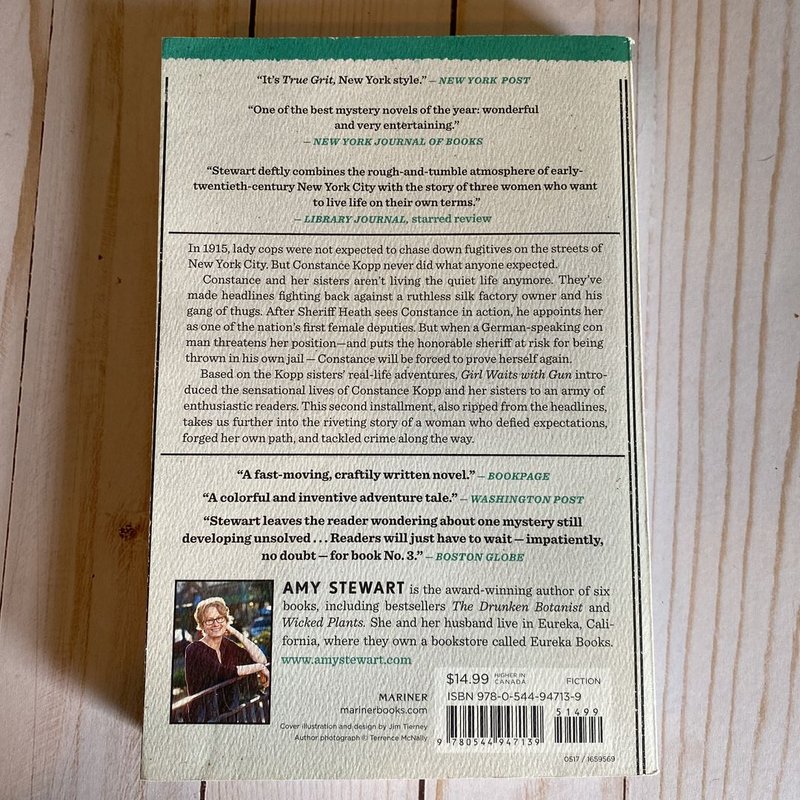 “It’s True Grit, New York style.” — NEW YORK POST
“One of the best mystery novels of the year: wonderful
and very entertaining.”
— NEW YORK JOURNAL OF BOOKS
“Stewart deftly combines the rough-and-tumble atmosphere of early-
twentieth-century New York City with the story of three women who want
to live life on their own terms.”
— LIBRARY JOURNAL, starred review
In 1915, lady cops were not expected to chase down fugitives on the streets of
New York City. But Constance Kopp never did what anyone expected.
Constance and her sisters aren’t living the quiet life anymore. They’ve
made headlines fighting back against a ruthless silk factory owner and his
gang of thugs. After Sheriff Heath sees Constance in action, he appoints her
as one of the nation’s first female deputies. But when a German-speaking con
man threatens her position—and puts the honorable sheriff at risk for being
thrown in his own jail — Constance will be forced to prove herself again.
Based on the Kopp sisters’ real-life adventures, Girl Waits with Gun intro-
duced the sensational lives of Constance Kopp and her sisters to an army of
enthusiastic readers. This second installment, also ripped from the headlines,
takes us further into the riveting story of a woman who defied expectations,
forged her own path, and tackled crime along the way.
“A fast-moving, craftily written novel.” — BOOKPAGE
“A colorful and inventive adventure tale.” — WASHINGTON POST
“Stewart leaves the reader wondering about one mystery still
developing unsolved . . . Readers will just have to wait — impatiently,
no doubt — for book No. 3.” — BOSTON GLOBE
AMY STEWART is the award-winning author of six
books, including bestsellers The Drunken Botanist and
Wicked Plants. She and her husband live in Eureka, Cali-
fornia, where they own a bookstore called Eureka Books.
www.amystewart.com
$14.99 HIGHER IN CANADA FICTION
ISBN 978-0-544-94713-9
51499
9 780544 947139
MARINER
marinerbooks.com
Cover illustration and design by Jim Tierney
Author photograph © Terrence McNally
0517 / 1659569